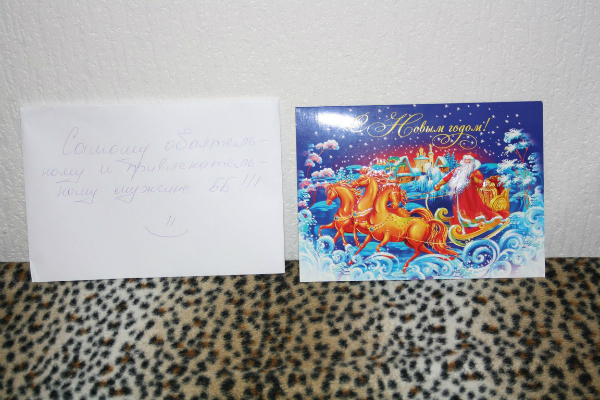 Самому обаятель-
ному и привлекатель-
ному мужчине ББ!!!
С Новым годом!